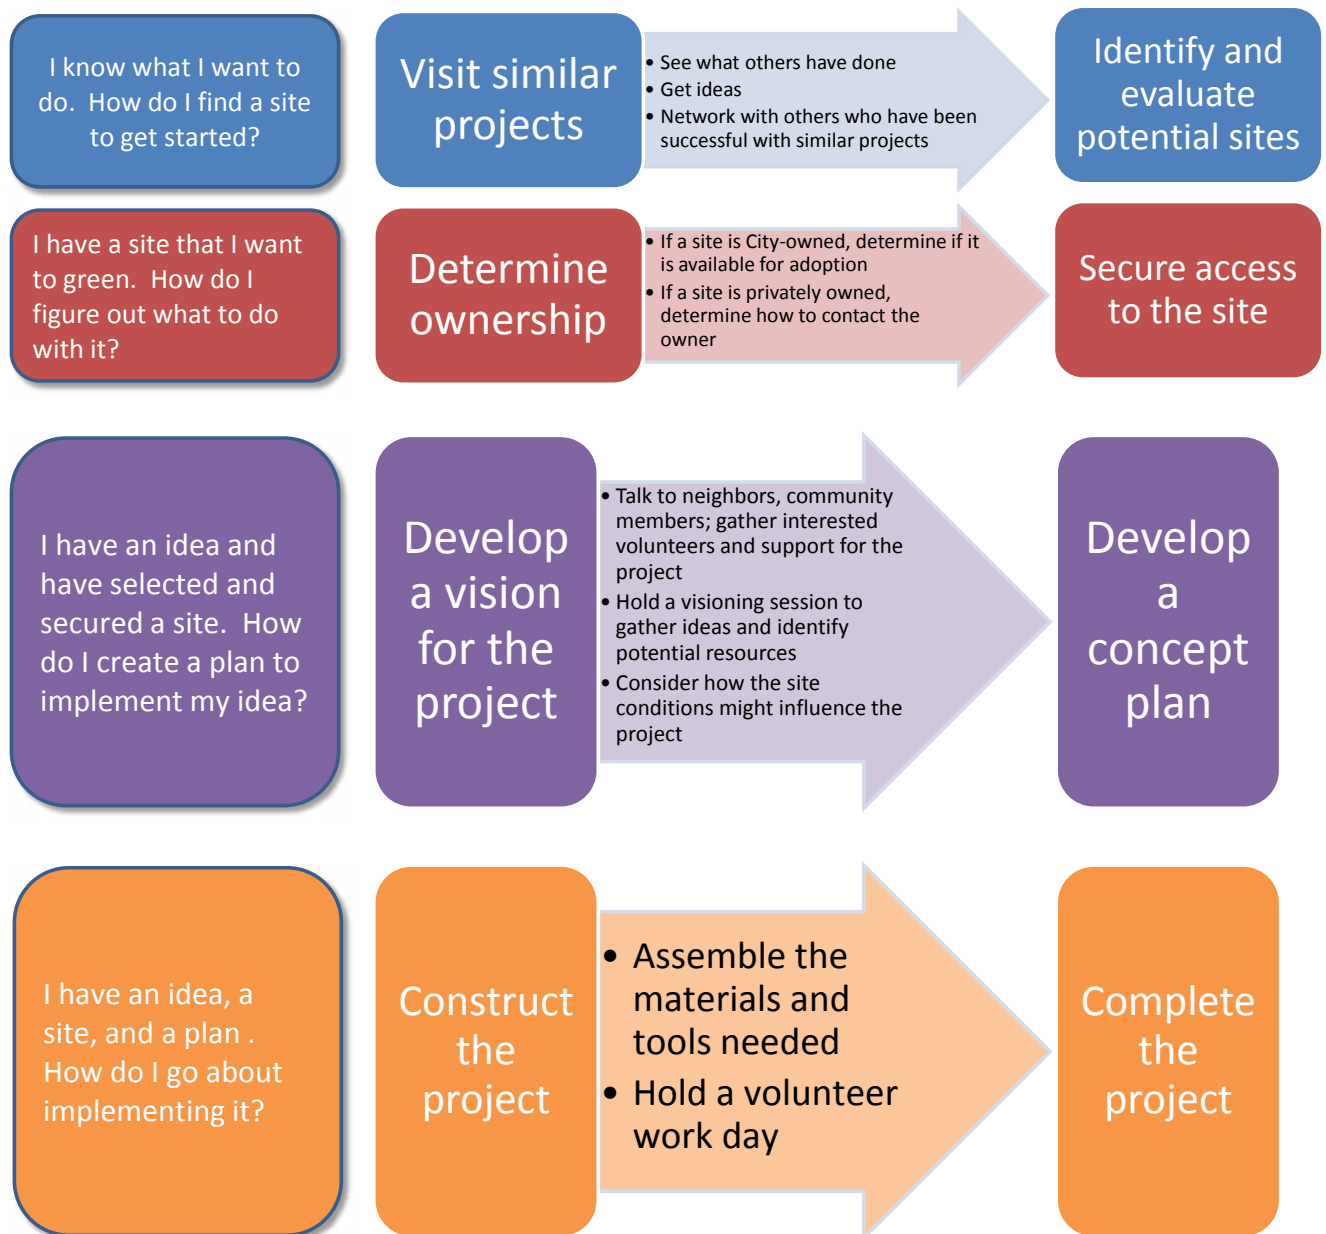 I know what I want to
do.  How do I find a site
to get started?
Visit similar
projects
• See what others have done
• Get ideas
• Network with others who have been
successful with similar projects
Identify and
evaluate
potential sites
I have a site that I want
to green.  How do I
figure out what to do
with it?
Determine
ownership
• If a site is City-owned, determine if it
is available for adoption
• If a site is privately owned,
determine how to contact the
owner
Secure access
to the site
I have an idea and
have selected and
secured a site.  How
do I create a plan to
implement my idea?
Develop
a vision
for the
project
• Talk to neighbors, community
members; gather interested
volunteers and support for the
project
• Hold a visioning session to
gather ideas and identify
potential resources
• Consider how the site
conditions might influence the
project
Develop
a
concept
plan
I have an idea, a
site, and a plan .
How do I go about
implementing it?
Construct
the
project
• Assemble the
materials and
tools needed
• Hold a volunteer
work day
Complete
the
project